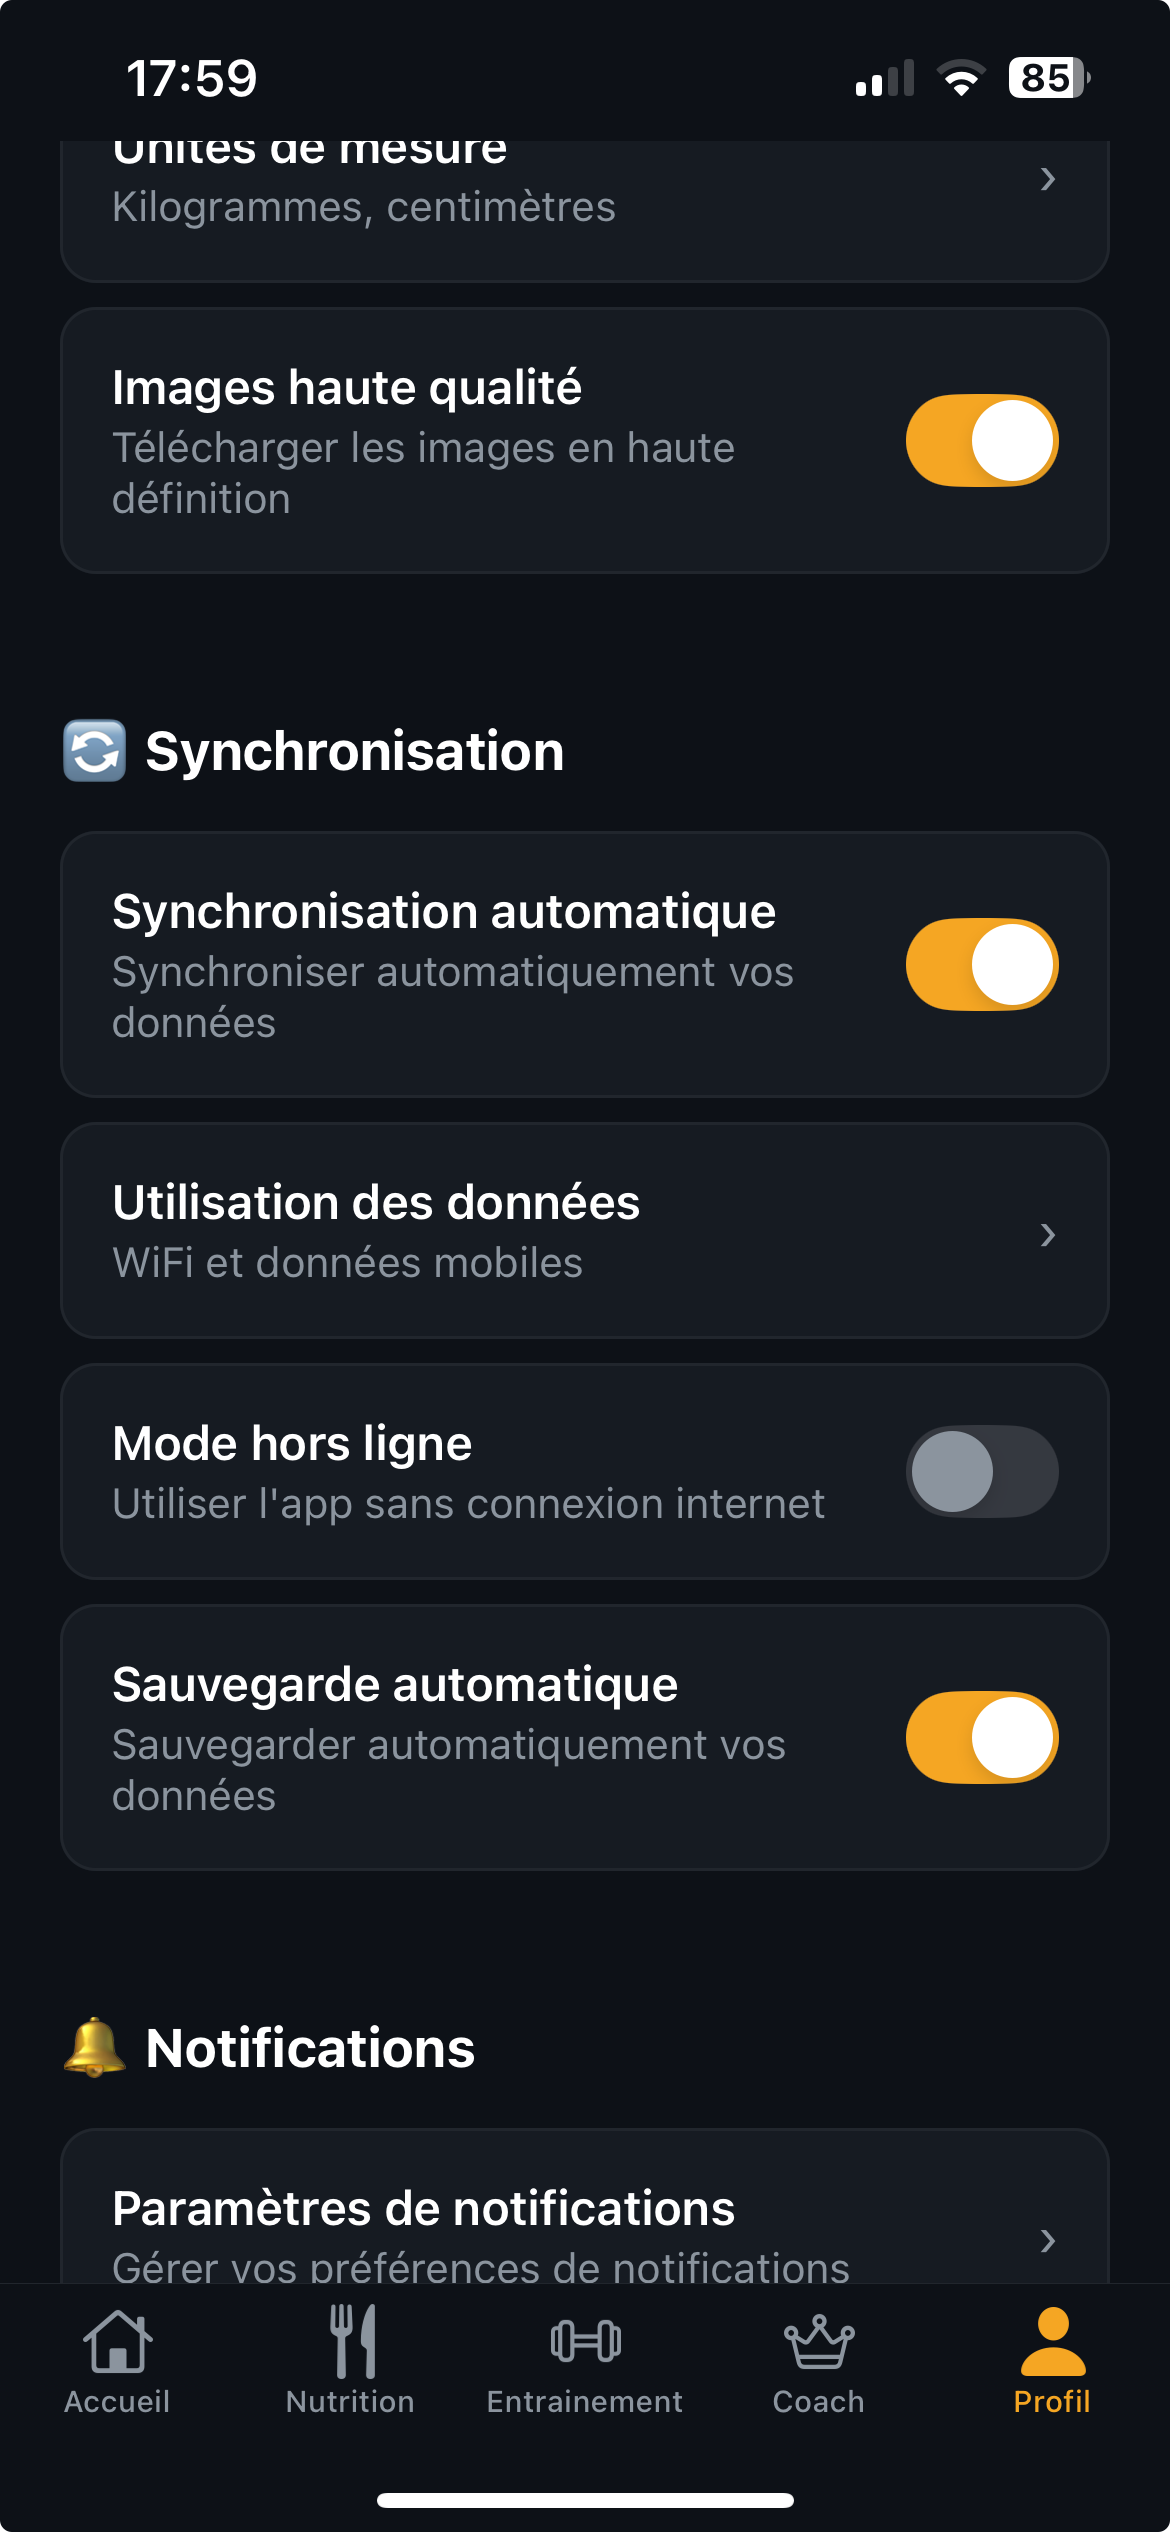 17:59
85
Unités de mesure
Kilogrammes, centimètres
Images haute qualité
Télécharger les images en haute
définition
Synchronisation
Synchronisation automatique
Synchroniser automatiquement vos
données
Utilisation des données
WiFi et données mobiles
Mode hors ligne
Utiliser l'app sans connexion internet
Sauvegarde automatique
Sauvegarder automatiquement vos
données
Notifications
Paramètres de notifications
Gérer vos préférences de notifications
Accueil
Nutrition
Entrainement
Coach
Profil